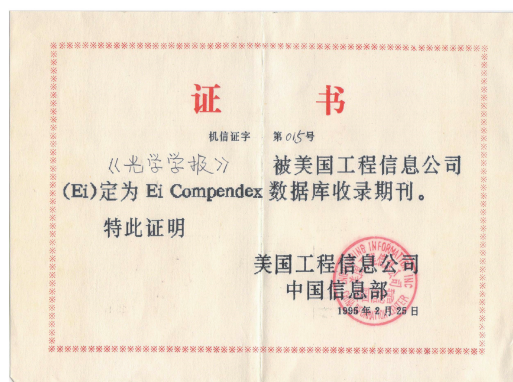 证 书
机信证字 第015号
《光学学报》 被美国工程信息公司
(Ei)定为 Ei Compendex 数据库收录期刊。
特此证明
美国工程信息公司
中国信息部
1995年2月25日